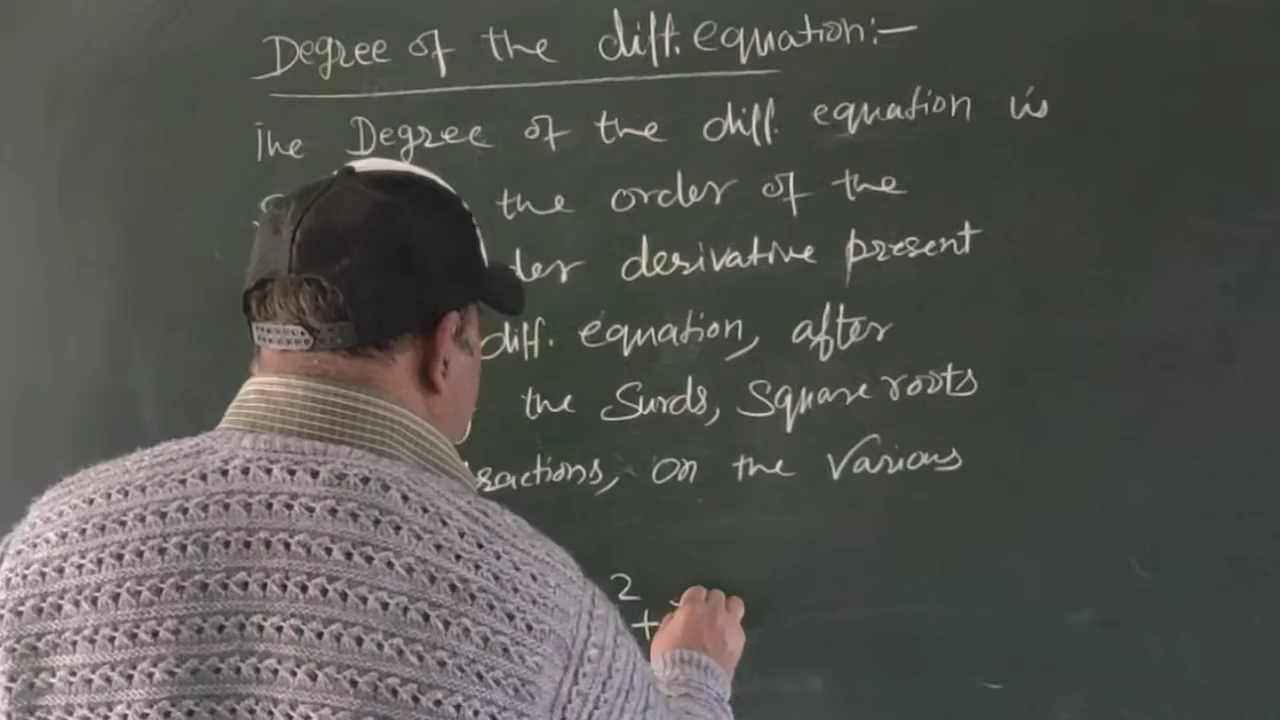 Degree of the diff. equation:-
The Degree of the diff. equation is
the order of the
der derivative present
diff. equation, after
the Surds, Square roots
ractions, on the Various
2
+